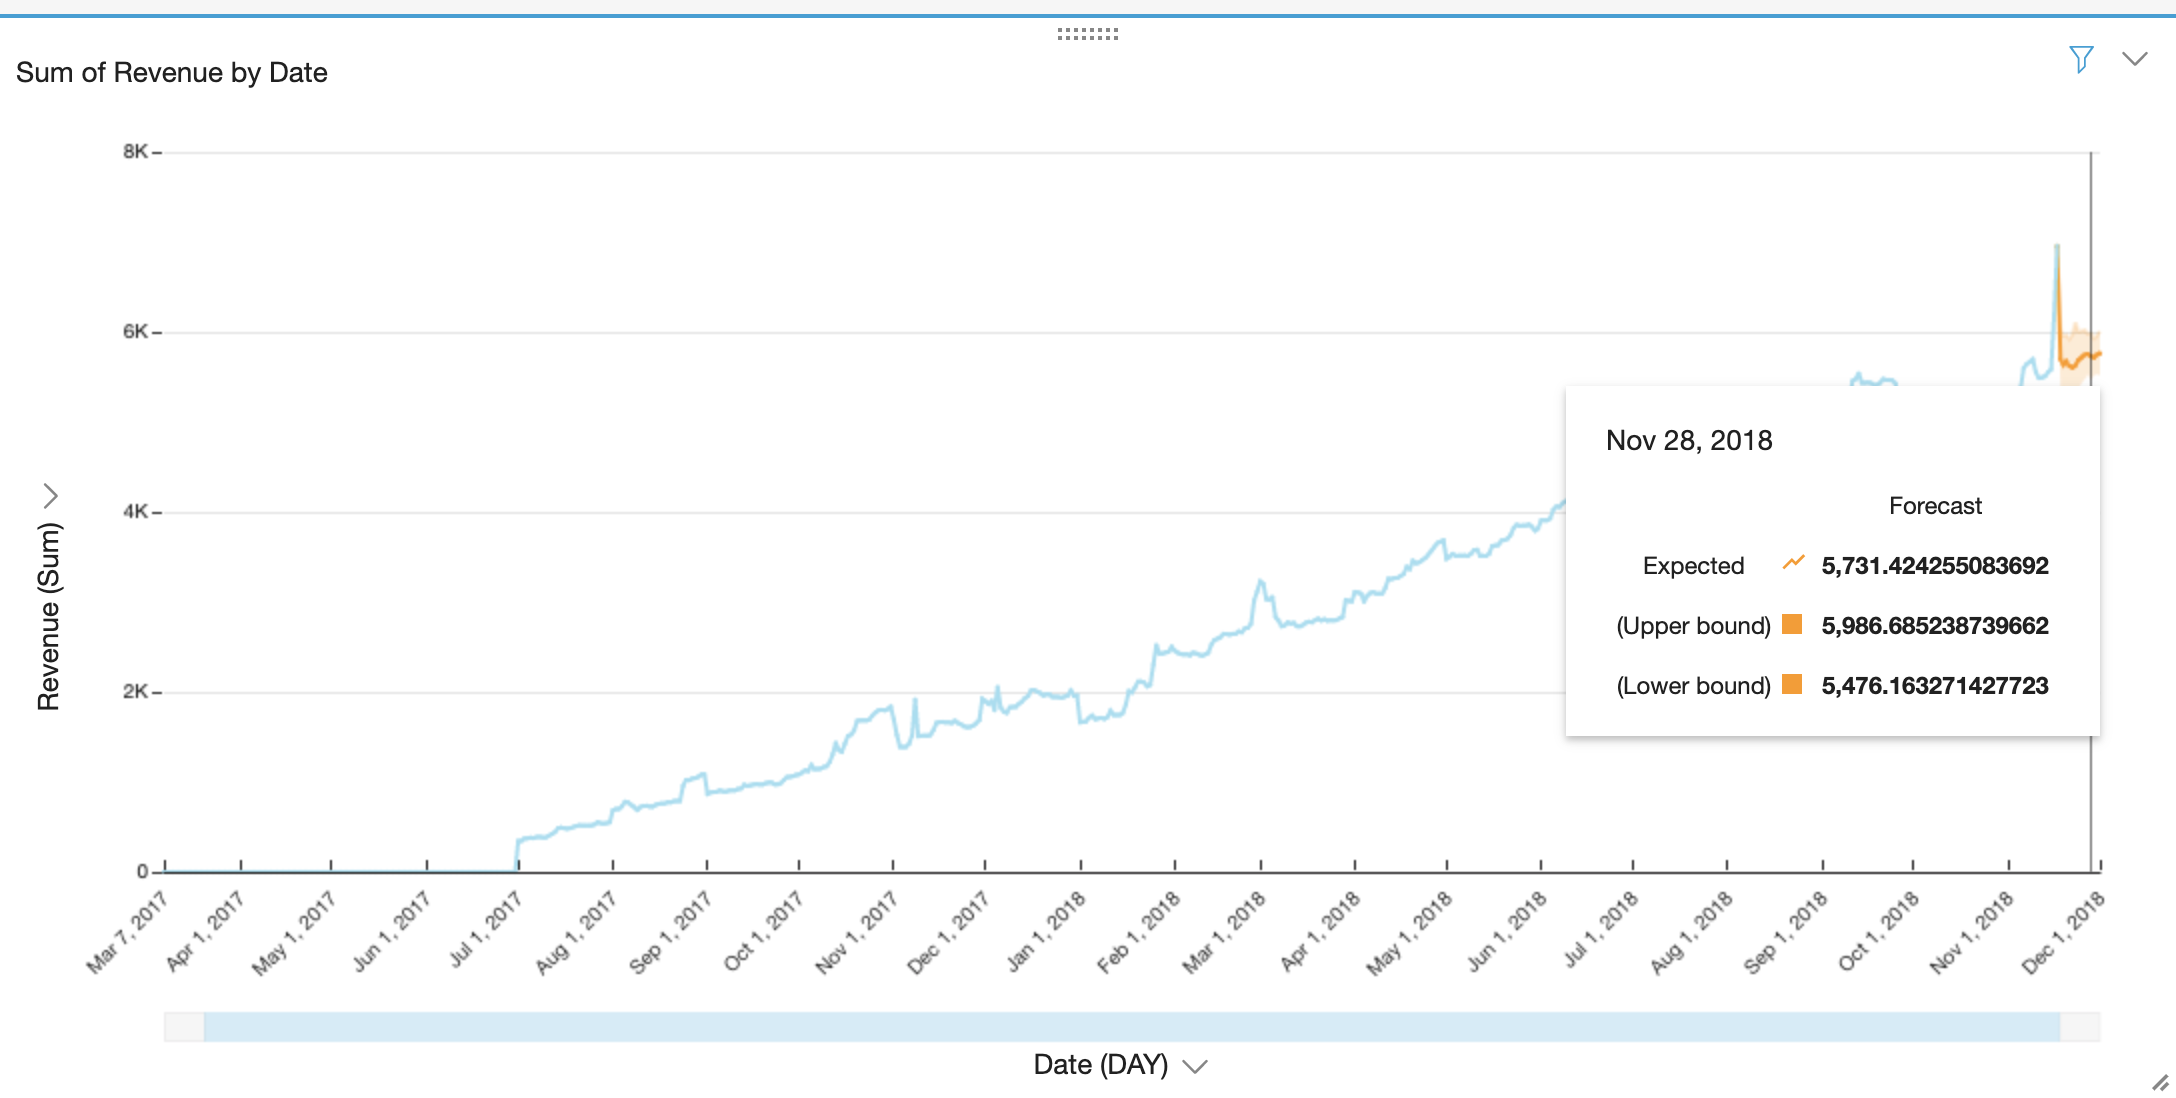 Sum of Revenue by Date
8K
6K
4K
2K
0
Revenue (Sum)
Nov 28, 2018
Forecast
Expected 5,731.424255083692
(Upper bound) 5,986.685238739662
(Lower bound) 5,476.163271427723
Mar 7, 2017
Apr 1, 2017
May 1, 2017
Jun 1, 2017
Jul 1, 2017
Aug 1, 2017
Sep 1, 2017
Oct 1, 2017
Nov 1, 2017
Dec 1, 2017
Jan 1, 2018
Feb 1, 2018
Mar 1, 2018
Apr 1, 2018
May 1, 2018
Jun 1, 2018
Jul 1, 2018
Aug 1, 2018
Sep 1, 2018
Oct 1, 2018
Nov 1, 2018
Dec 1, 2018
Date (DAY)